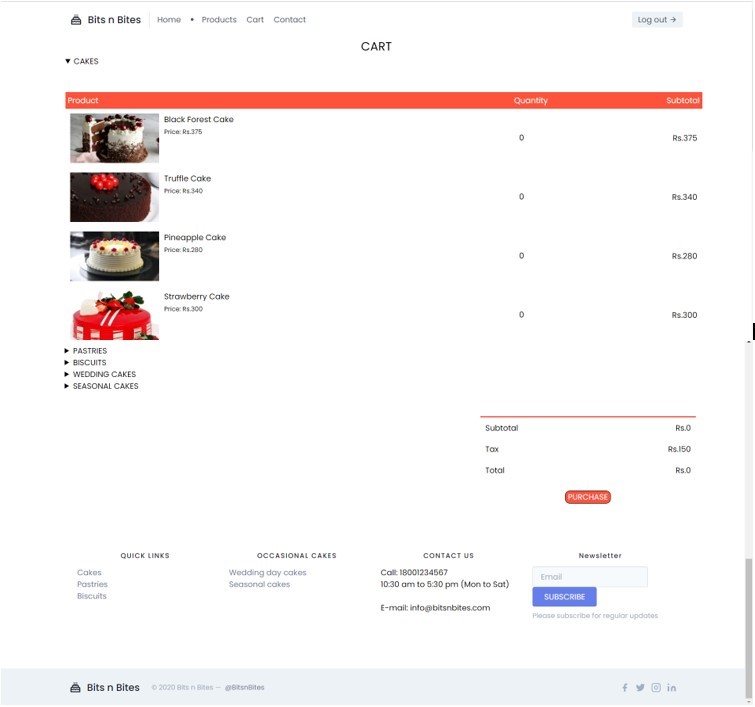 Bits n Bites Home • Products Cart Contact Log out →
CART
▼ CAKES
Product Quantity Subtotal
Black Forest Cake
Price: Rs.375
0 Rs.375
Truffle Cake
Price: Rs.340
0 Rs.340
Pineapple Cake
Price: Rs.280
0 Rs.280
Strawberry Cake
Price: Rs.300
0 Rs.300
▶ PASTRIES
▶ BISCUITS
▶ WEDDING CAKES
▶ SEASONAL CAKES
Subtotal Rs.0
Tax Rs.150
Total Rs.0
PURCHASE
QUICK LINKS
Cakes
Pastries
Biscuits
OCCASIONAL CAKES
Wedding day cakes
Seasonal cakes
CONTACT US
Call: 18001234567
10:30 am to 5:30 pm (Mon to Sat)
E-mail: info@bitsnbites.com
Newsletter
Email
SUBSCRIBE
Please subscribe for regular updates
Bits n Bites © 2020 Bits n Bites — @BitsnBites